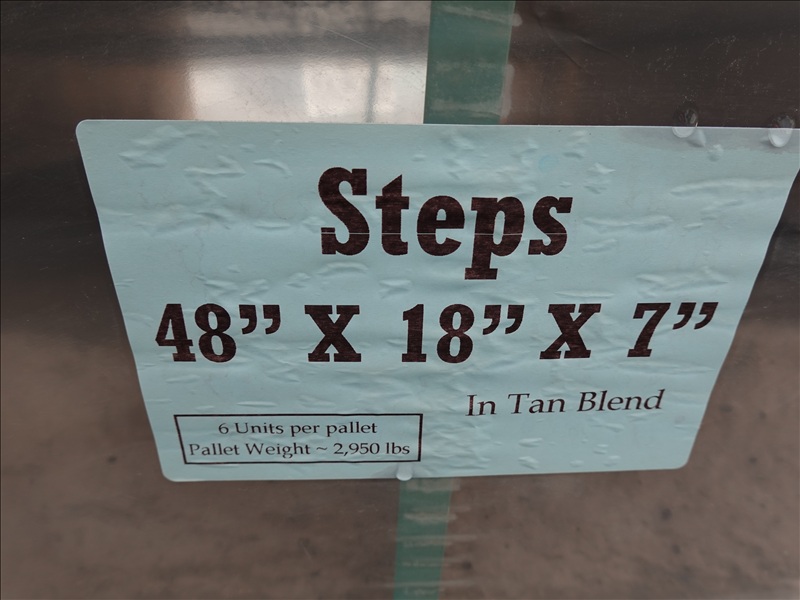 Steps
48” X 18” X 7”
In Tan Blend
6 Units per pallet
Pallet Weight ~ 2,950 lbs